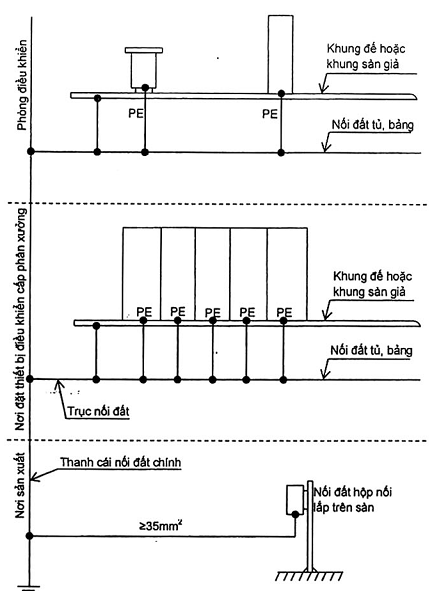 Phòng điều khiển
Khung đế hoặc
khung sàn giả
PE
PE
Nối đất tủ, bảng
Nơi đặt thiết bị điều khiển cấp phân xưởng
PE
PE
PE
PE
PE
Khung đế hoặc
khung sàn giả
Nối đất tủ, bảng
Trục nối đất
Nơi sản xuất
Thanh cái nối đất chính
≥35mm²
Nối đất hộp nối
lắp trên sàn